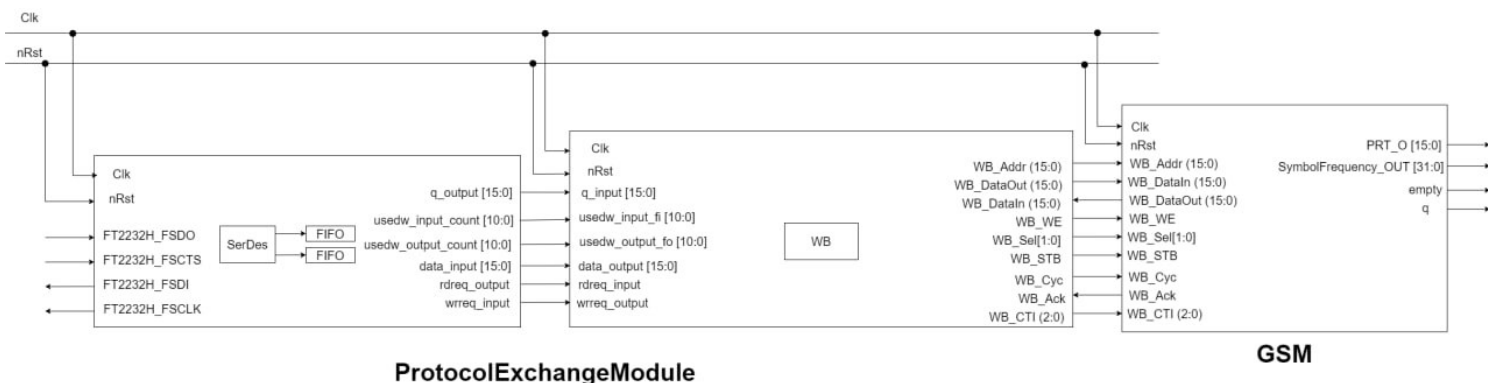 Clk
nRst
Clk
nRst
FT2232H_FSDO
FT2232H_FSCTS
FT2232H_FSDI
FT2232H_FSCLK
SerDes
FIFO
FIFO
q_output [15:0]
usedw_input_count [10:0]
usedw_output_count [10:0]
data_input [15:0]
rdreq_output
wrreq_input
Clk
nRst
q_input [15:0]
usedw_input_fi [10:0]
usedw_output_fo [10:0]
data_output [15:0]
rdreq_input
wrreq_output
WB
WB_Addr (15:0)
WB_DataOut (15:0)
WB_DataIn (15:0)
WB_WE
WB_Sel[1:0]
WB_STB
WB_Cyc
WB_Ack
WB_CTI (2:0)
Clk
nRst
WB_Addr (15:0)
WB_DataIn (15:0)
WB_DataOut (15:0)
WB_WE
WB_Sel[1:0]
WB_STB
WB_Cyc
WB_Ack
WB_CTI (2:0)
PRT_O [15:0]
SymbolFrequency_OUT [31:0]
empty
q
GSM
ProtocolExchangeModule